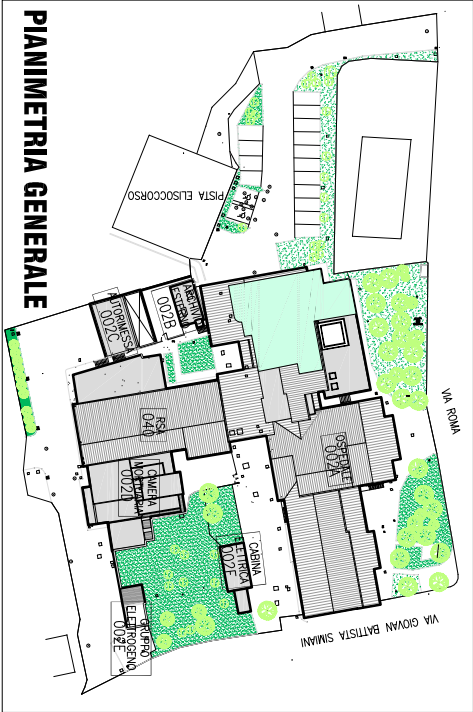 PIANIMETRIA GENERALE
PISTA ELISOCCORSO
AUTORIMESSA
002C
ARCHIVIO
ESTERNO
002B
RSA
040
CAMERA
MORTUARIA
002D
OSPEDALE
002A
CABINA
ELETTRICA
002F
GRUPPO
ELETTROGENO
002E
VIA ROMA
VIA GIOVAN BATTISTA SIMIANI
H